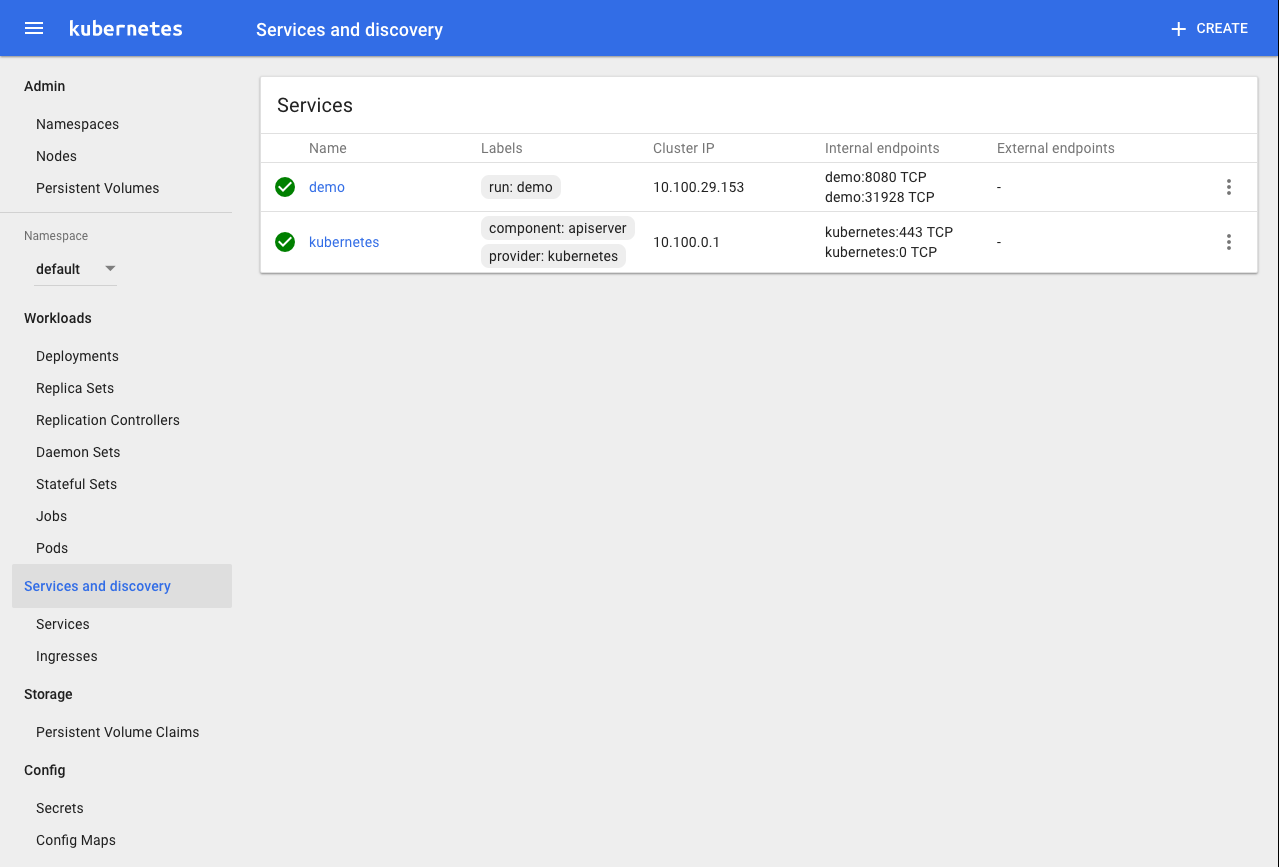 kubernetes
Services and discovery
CREATE
Admin
Namespaces
Nodes
Persistent Volumes
Namespace
default
Workloads
Deployments
Replica Sets
Replication Controllers
Daemon Sets
Stateful Sets
Jobs
Pods
Services and discovery
Services
Ingresses
Storage
Persistent Volume Claims
Config
Secrets
Config Maps
Services
Name Labels Cluster IP Internal endpoints External endpoints
demo run: demo 10.100.29.153 demo:8080 TCP -
demo:31928 TCP
kubernetes component: apiserver 10.100.0.1 kubernetes:443 TCP -
provider: kubernetes kubernetes:0 TCP